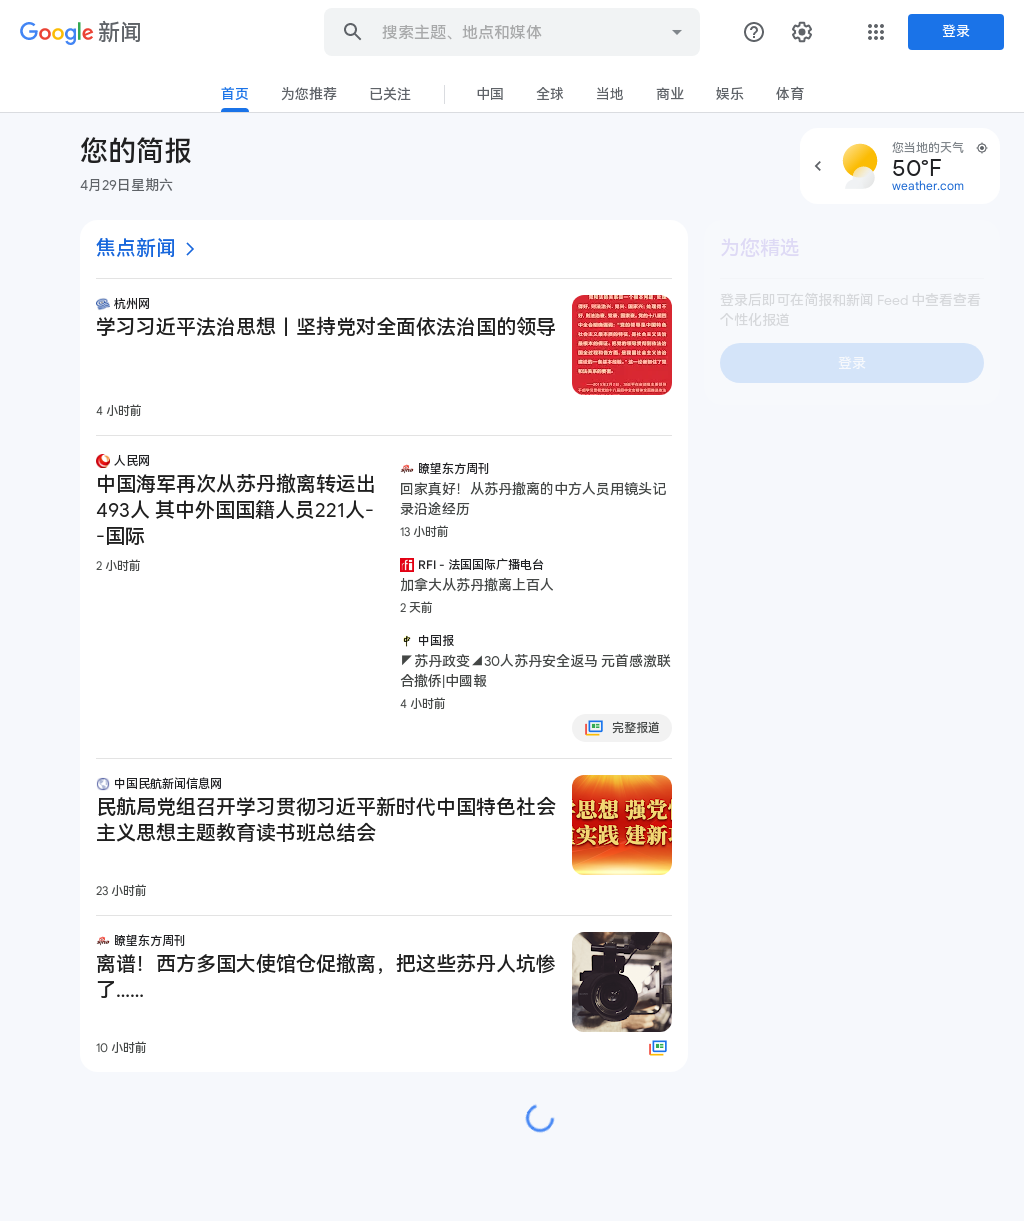 Google 新闻
搜索主题、地点和媒体
登录
首页
为您推荐
已关注
中国
全球
当地
商业
娱乐
体育
您的简报
4月29日星期六
您当地的天气
50°F
weather.com
焦点新闻
杭州网
学习习近平法治思想丨坚持党对全面依法治国的领导
4 小时前
人民网
中国海军再次从苏丹撤离转运出
493人 其中外国国籍人员221人-
-国际
2 小时前
瞭望东方周刊
回家真好！从苏丹撤离的中方人员用镜头记
录沿途经历
13 小时前
RFI - 法国国际广播电台
加拿大从苏丹撤离上百人
2 天前
中国报
◤苏丹政变◢30人苏丹安全返马 元首感激联
合撤侨|中國報
4 小时前
完整报道
中国民航新闻信息网
民航局党组召开学习贯彻习近平新时代中国特色社会
主义思想主题教育读书班总结会
23 小时前
思想 强党
实践 建新
瞭望东方周刊
离谱！西方多国大使馆仓促撤离，把这些苏丹人坑惨
了……
10 小时前
为您精选
登录后即可在简报和新闻 Feed 中查看查看
个性化报道
登录